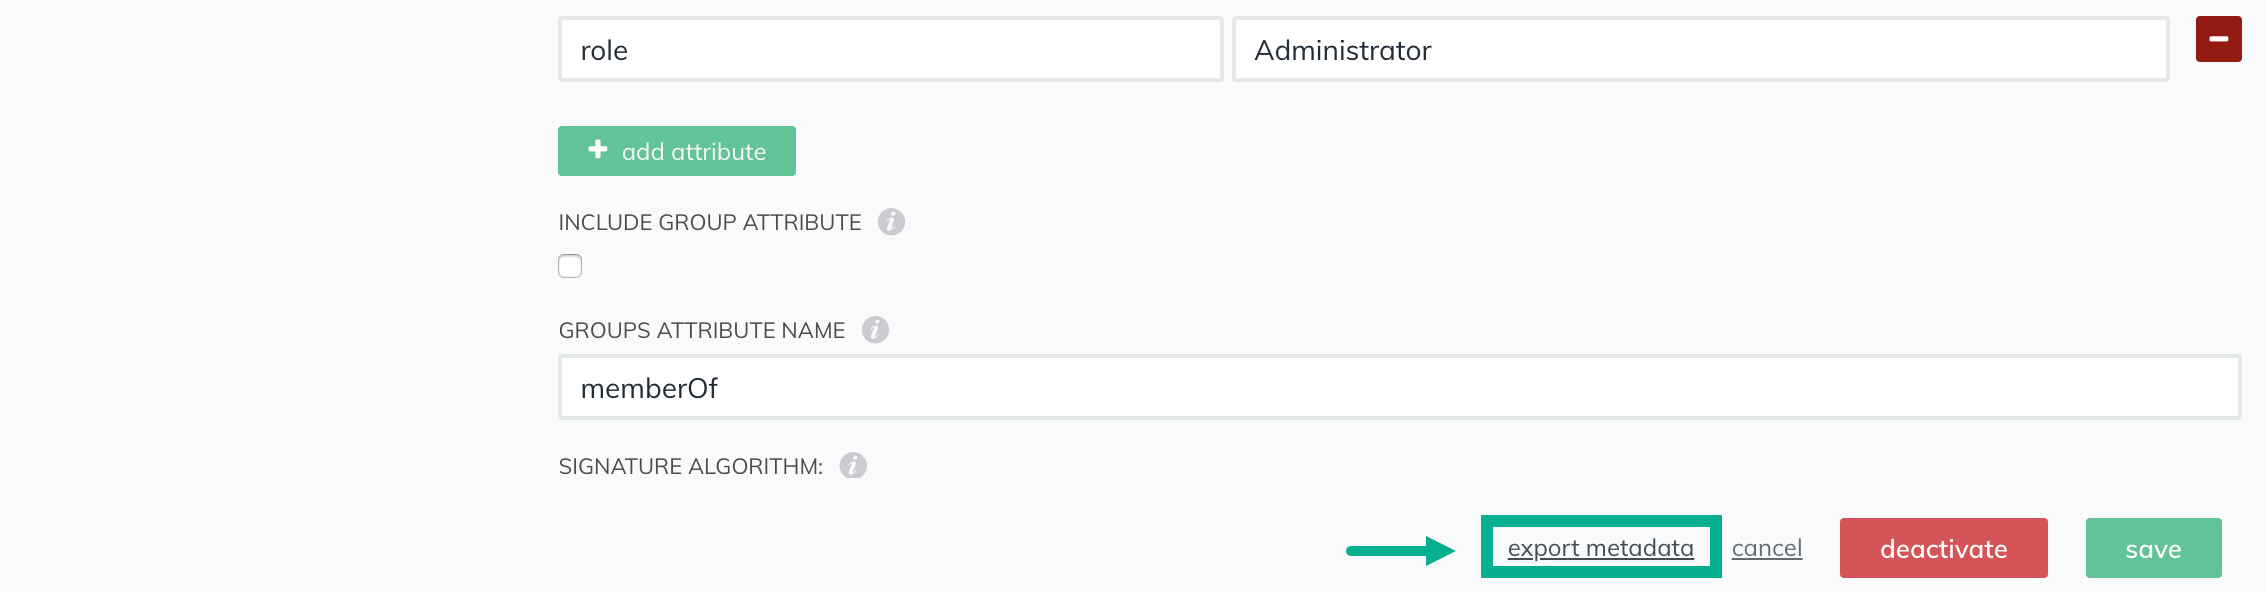 role Administrator
add attribute
INCLUDE GROUP ATTRIBUTE
GROUPS ATTRIBUTE NAME
memberOf
SIGNATURE ALGORITHM:
export metadata cancel deactivate save